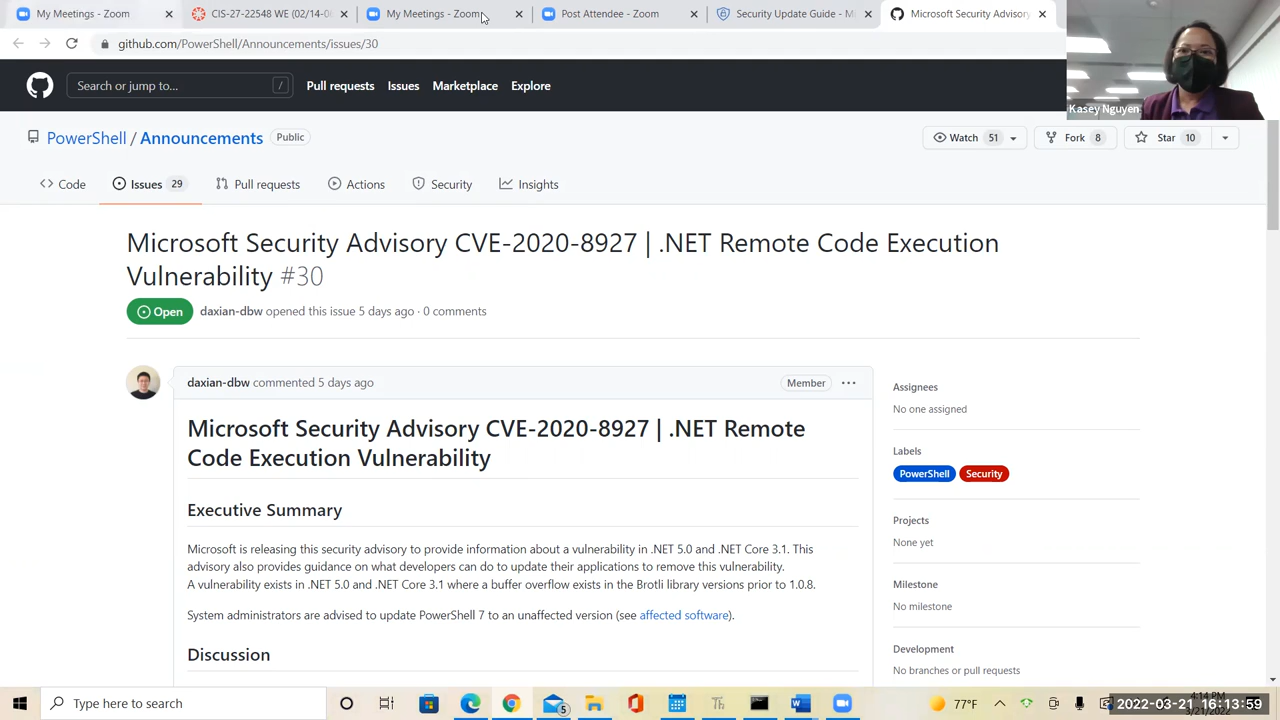 My Meetings - Zoom
CIS-27-22548 WE (02/14-05
My Meetings - Zoom
Post Attendee - Zoom
Security Update Guide - M
Microsoft Security Advisory
github.com/PowerShell/Announcements/issues/30
Search or jump to...
/
Pull requests
Issues
Marketplace
Explore
Kasey Nguyen
PowerShell / Announcements
Public
Watch 51
Fork 8
Star 10
Code
Issues 29
Pull requests
Actions
Security
Insights
Microsoft Security Advisory CVE-2020-8927 | .NET Remote Code Execution
Vulnerability #30
Open
daxian-dbw opened this issue 5 days ago · 0 comments
daxian-dbw commented 5 days ago
Member
Microsoft Security Advisory CVE-2020-8927 | .NET Remote
Code Execution Vulnerability
Executive Summary
Microsoft is releasing this security advisory to provide information about a vulnerability in .NET 5.0 and .NET Core 3.1. This
advisory also provides guidance on what developers can do to update their applications to remove this vulnerability.
A vulnerability exists in .NET 5.0 and .NET Core 3.1 where a buffer overflow exists in the Brotli library versions prior to 1.0.8.
System administrators are advised to update PowerShell 7 to an unaffected version (see affected software).
Discussion
Assignees
No one assigned
Labels
PowerShell
Security
Projects
None yet
Milestone
No milestone
Development
No branches or pull requests
Type here to search
5
77°F
4:14 PM
2022-03-21 16:13:59